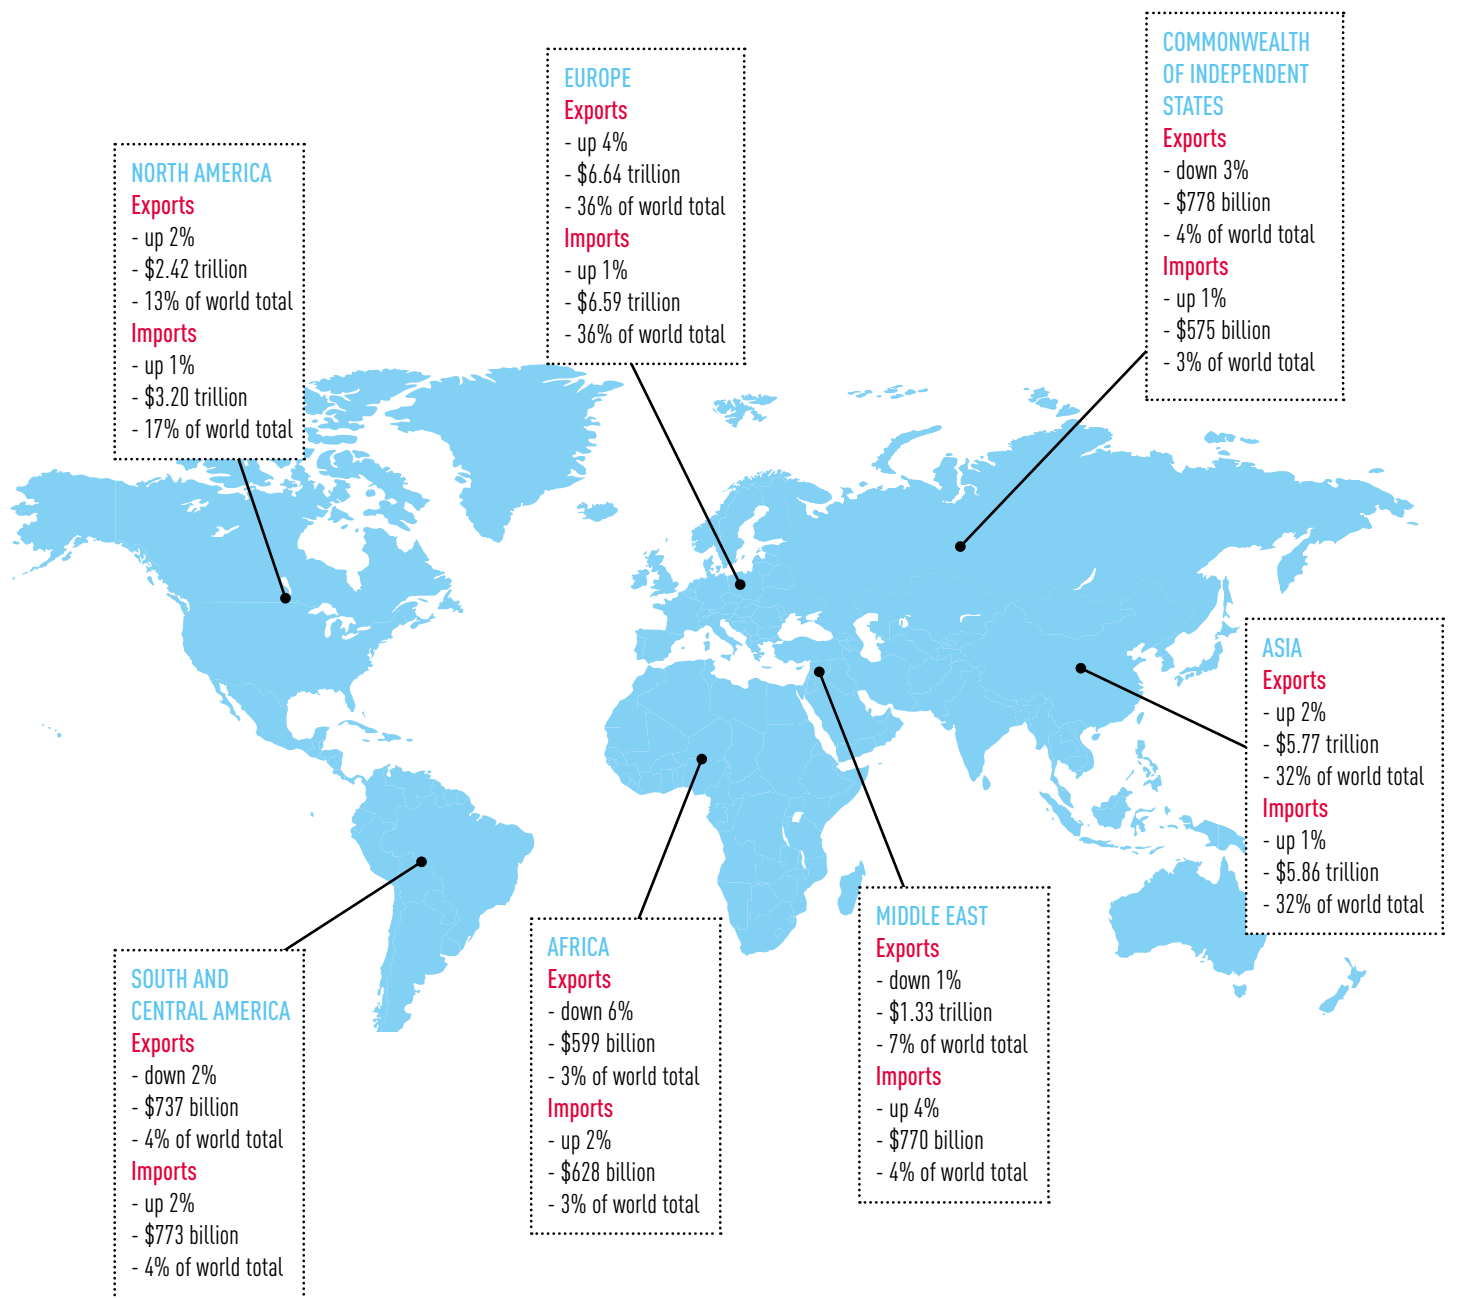 NORTH AMERICA
Exports
- up 2%
- $2.42 trillion
- 13% of world total
Imports
- up 1%
- $3.20 trillion
- 17% of world total
EUROPE
Exports
- up 4%
- $6.64 trillion
- 36% of world total
Imports
- up 1%
- $6.59 trillion
- 36% of world total
COMMONWEALTH
OF INDEPENDENT
STATES
Exports
- down 3%
- $778 billion
- 4% of world total
Imports
- up 1%
- $575 billion
- 3% of world total
ASIA
Exports
- up 2%
- $5.77 trillion
- 32% of world total
Imports
- up 1%
- $5.86 trillion
- 32% of world total
SOUTH AND
CENTRAL AMERICA
Exports
- down 2%
- $737 billion
- 4% of world total
Imports
- up 2%
- $773 billion
- 4% of world total
AFRICA
Exports
- down 6%
- $599 billion
- 3% of world total
Imports
- up 2%
- $628 billion
- 3% of world total
MIDDLE EAST
Exports
- down 1%
- $1.33 trillion
- 7% of world total
Imports
- up 4%
- $770 billion
- 4% of world total